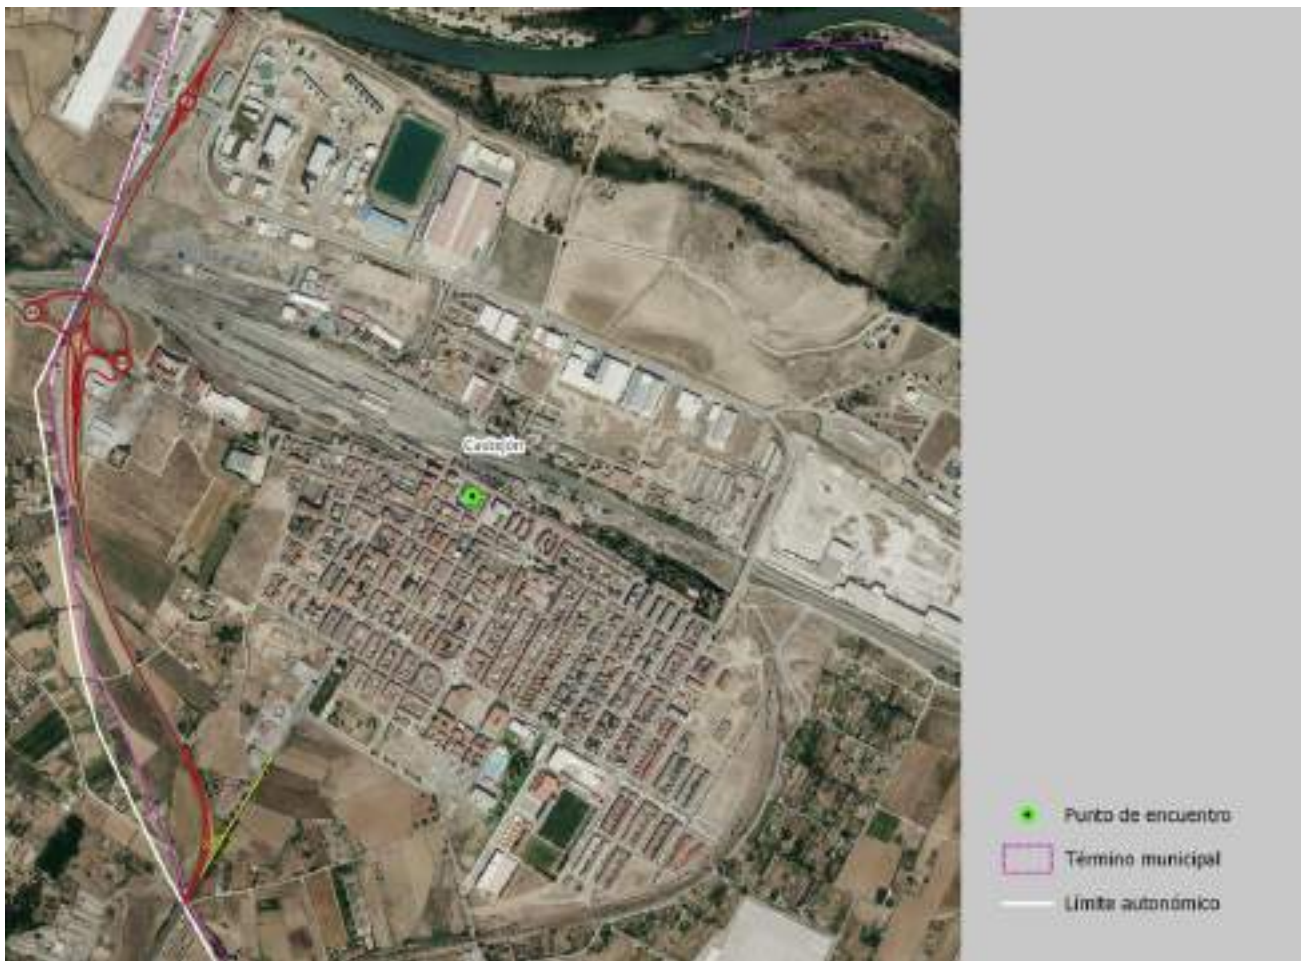 Castejón
Punto de encuentro
Término municipal
Límite autonómico